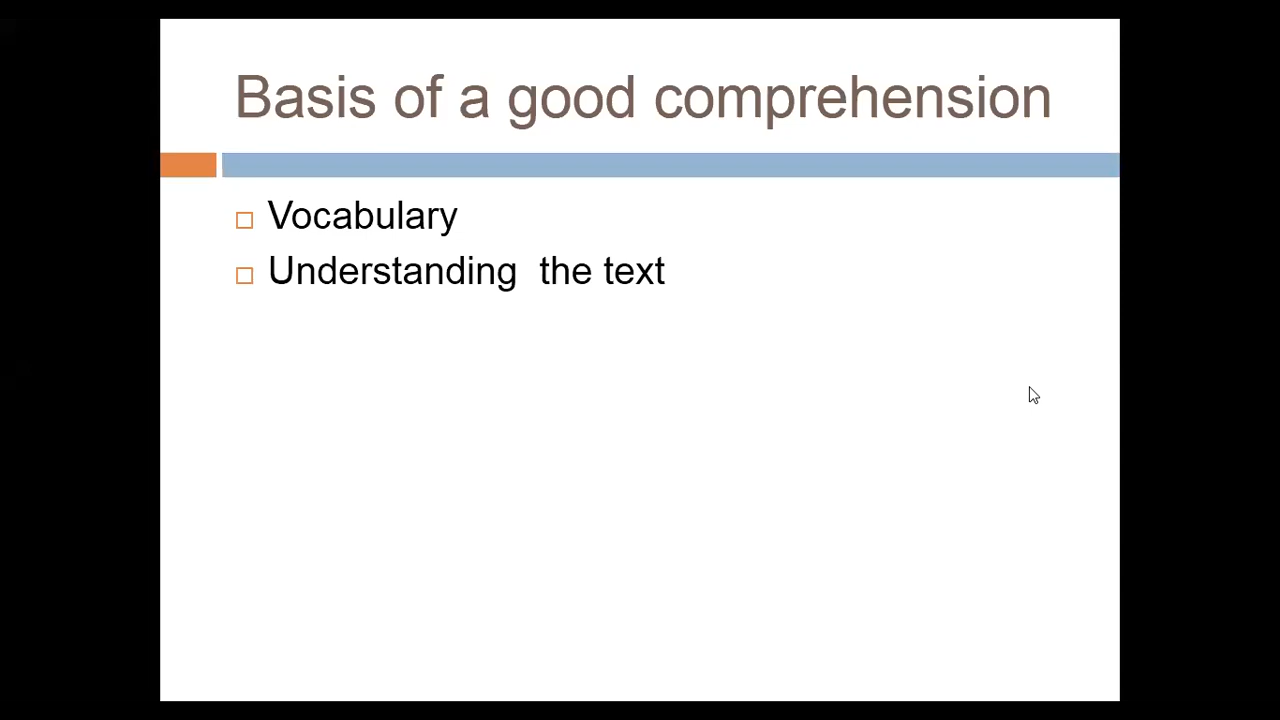 Basis of a good comprehension
Vocabulary
Understanding  the text